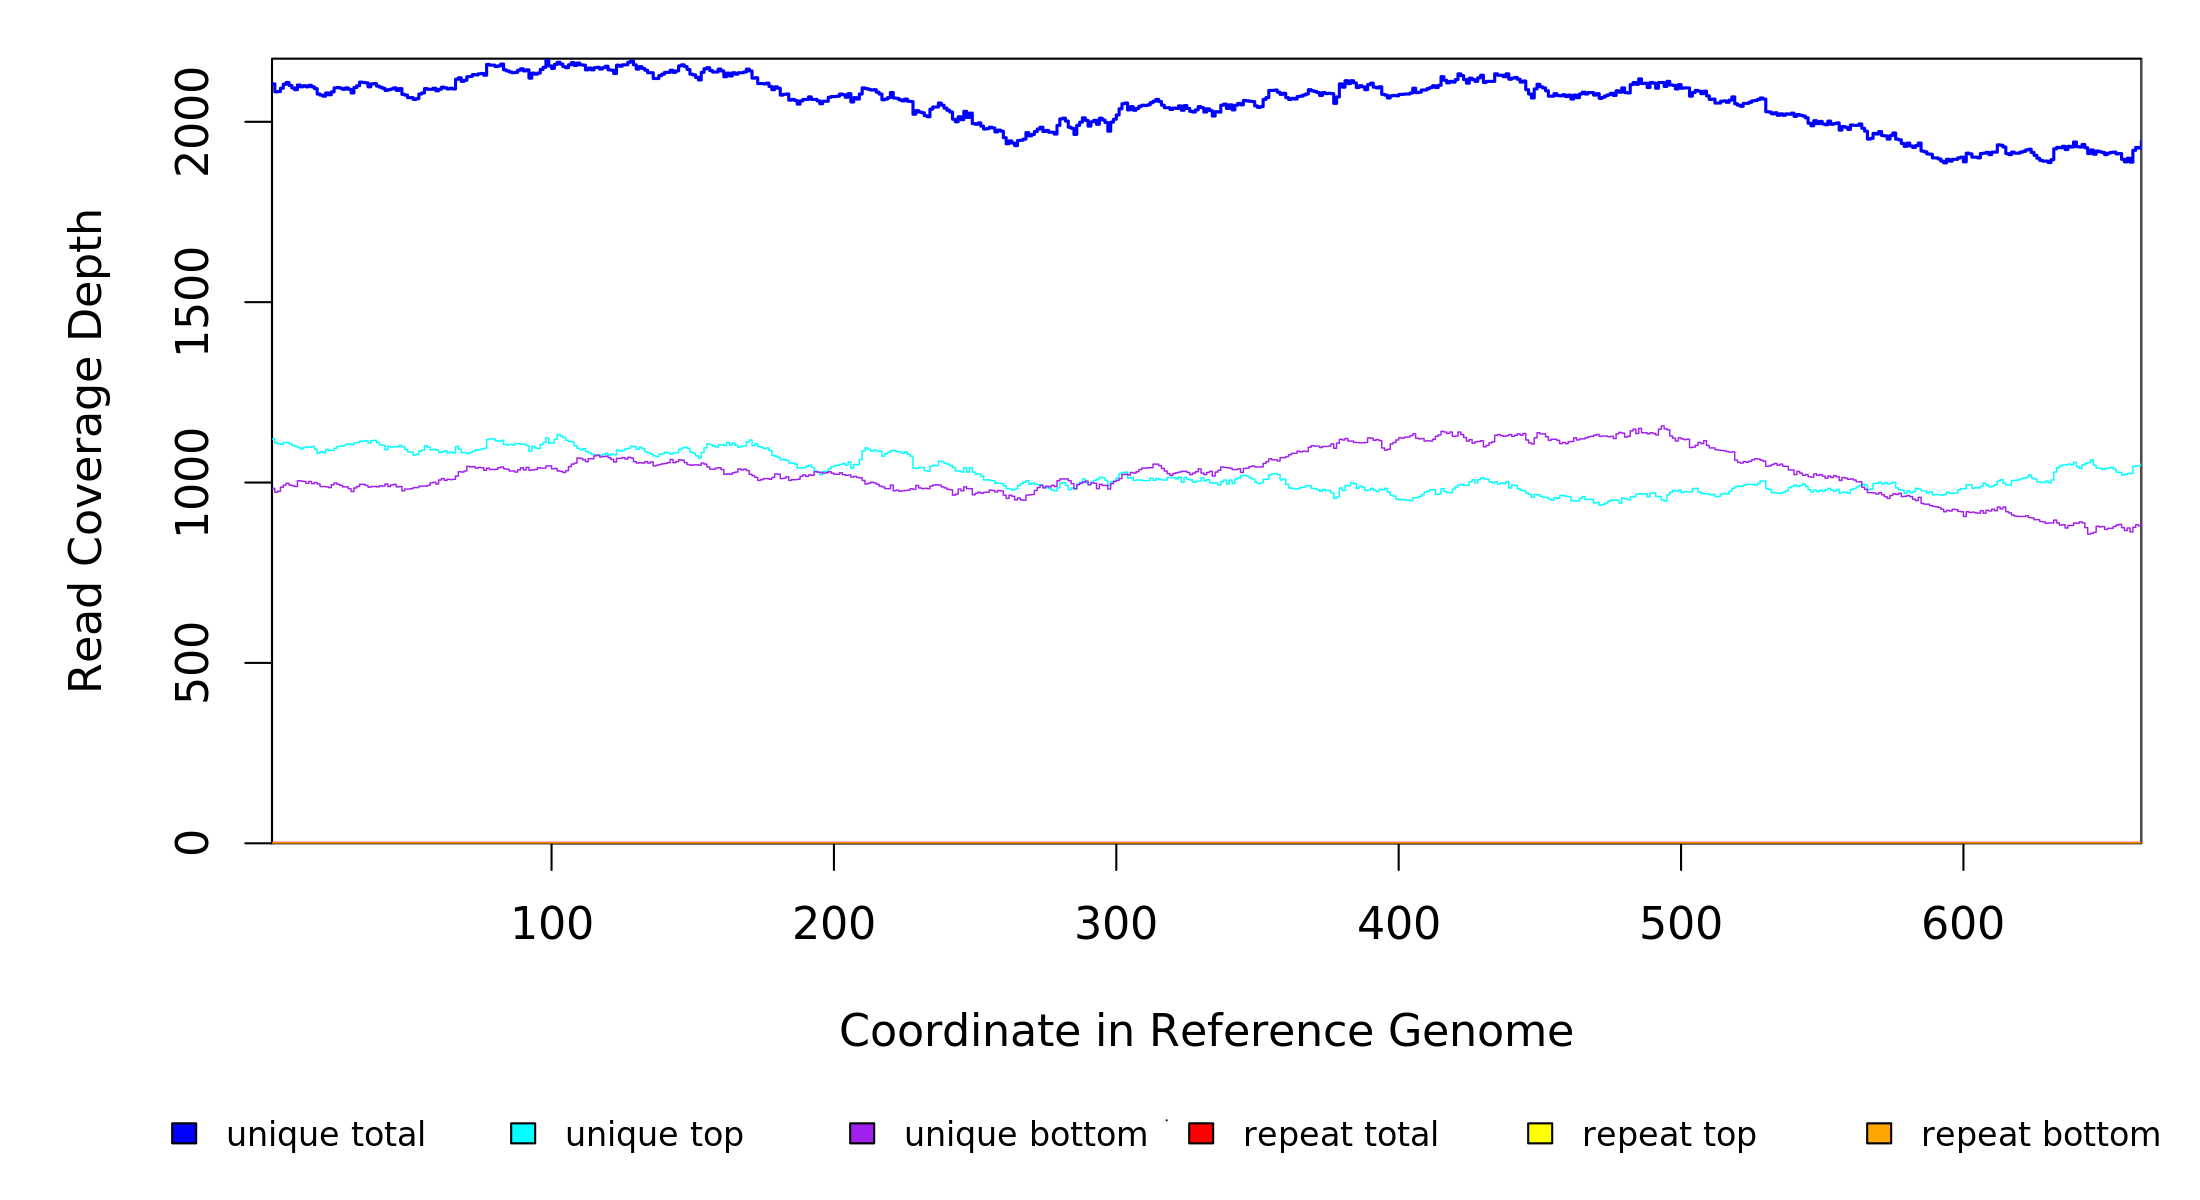 Read Coverage Depth
2000
1500
1000
500
0
100 200 300 400 500 600
Coordinate in Reference Genome
unique total unique top unique bottom repeat total repeat top repeat bottom